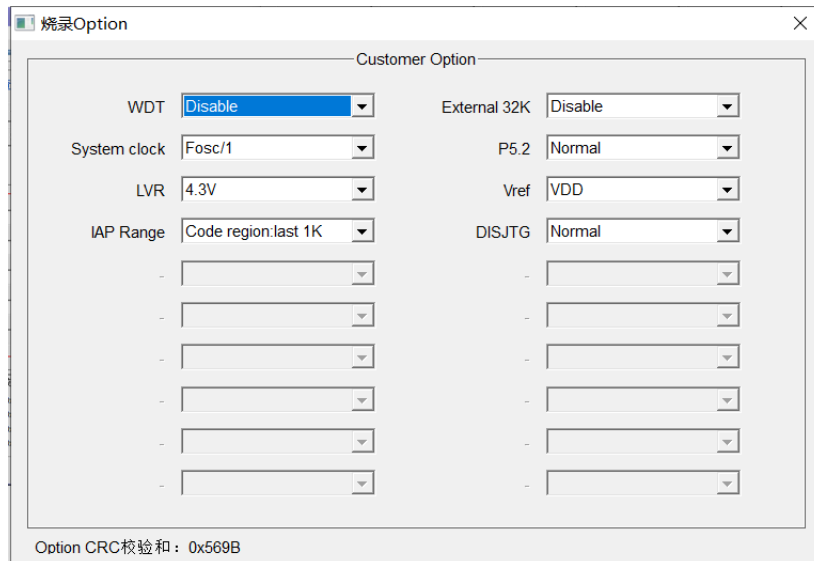 烧录Option
Customer Option
WDT Disable External 32K Disable
System clock Fosc/1 P5.2 Normal
LVR 4.3V Vref VDD
IAP Range Code region:last 1K DISJTG Normal
- -
- -
- -
- -
- -
- -
Option CRC校验和：0x569B